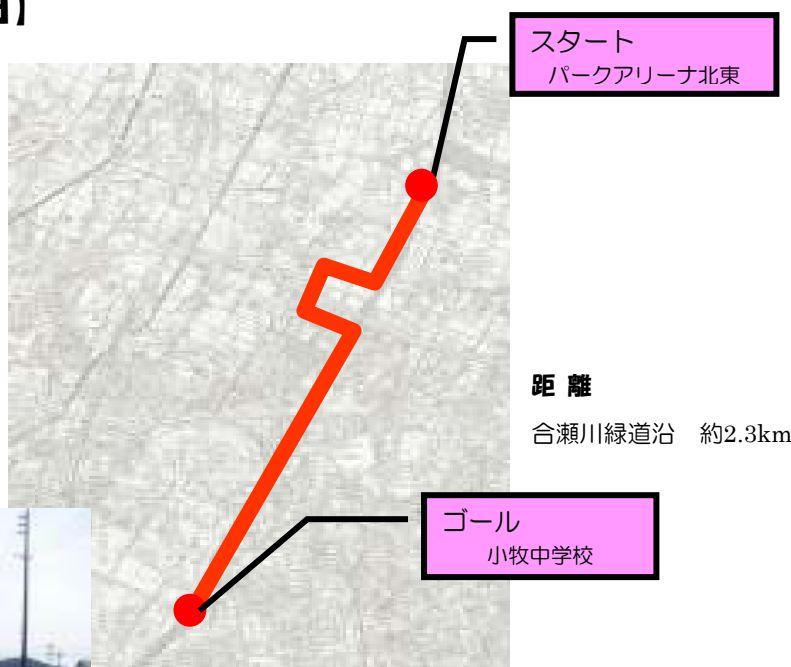 スタート
パークアリーナ北東
距 離
合瀬川緑道沿　約2.3km
ゴール
小牧中学校